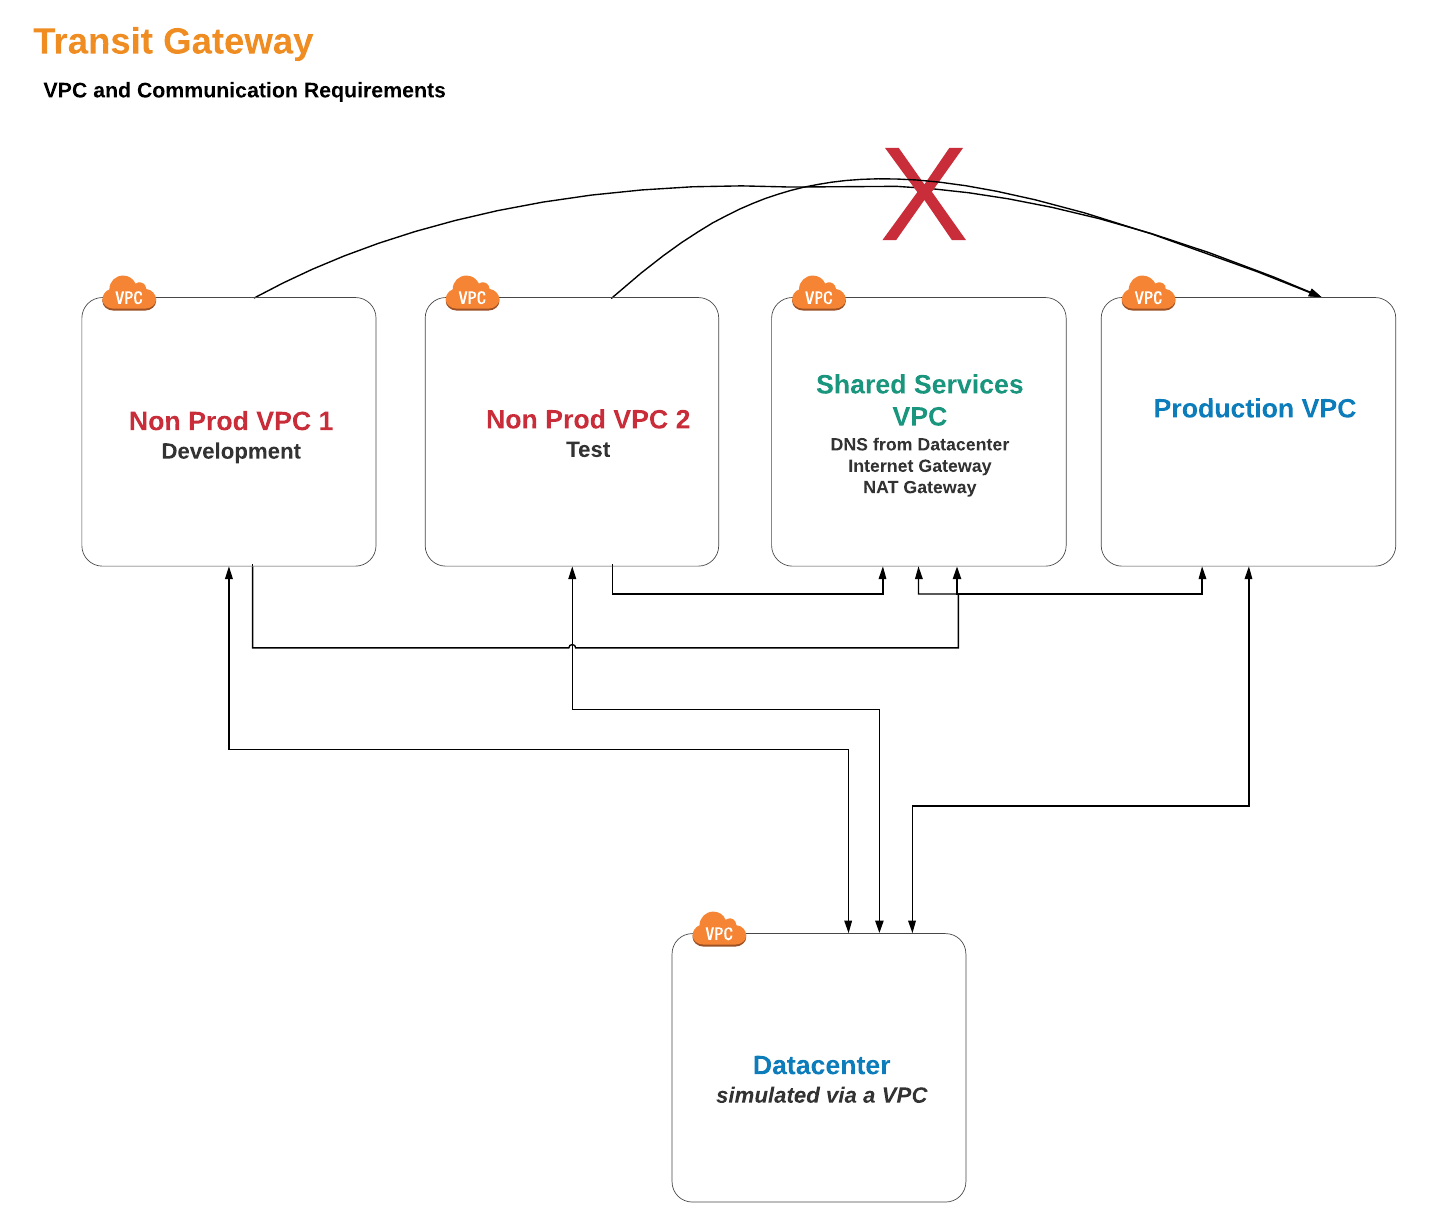 Transit Gateway
VPC and Communication Requirements
X
VPC
VPC
VPC
VPC
Non Prod VPC 1
Development
Non Prod VPC 2
Test
Shared Services
VPC
DNS from Datacenter
Internet Gateway
NAT Gateway
Production VPC
VPC
Datacenter
simulated via a VPC